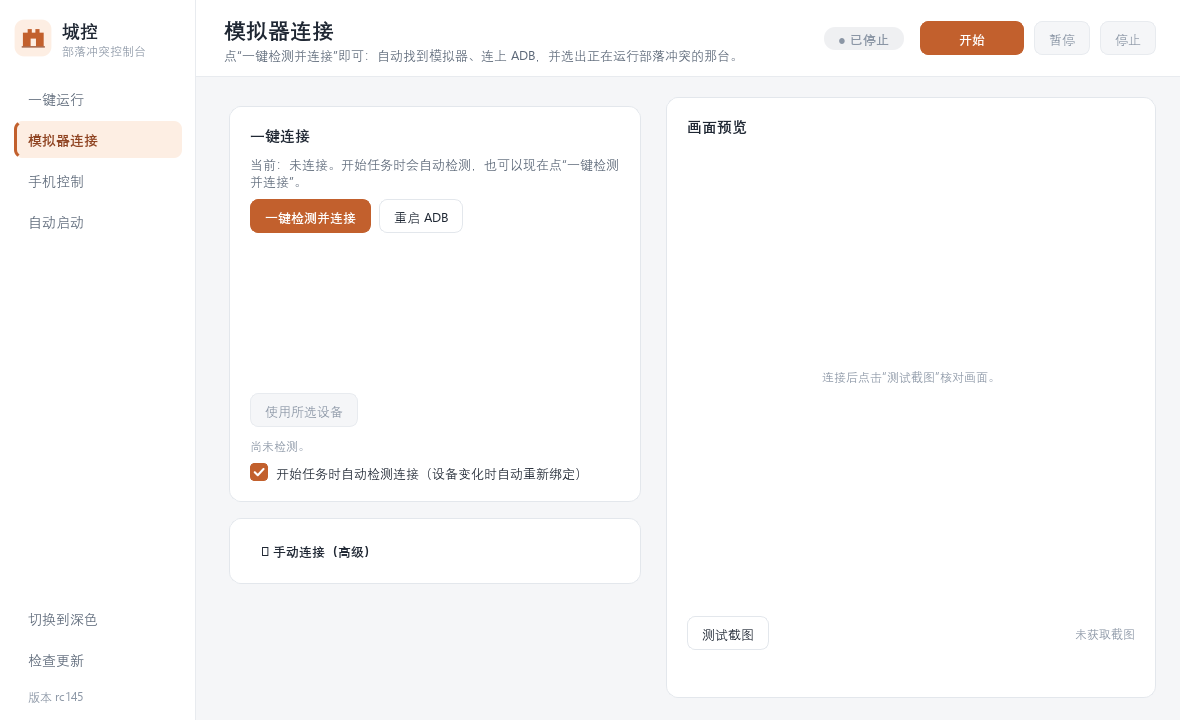 城控
部落冲突控制台
一键运行
模拟器连接
手机控制
自动启动
切换到深色
检查更新
版本 rc145
模拟器连接
点“一键检测并连接”即可：自动找到模拟器、连上 ADB，并选出正在运行部落冲突的那台。
● 已停止
开始
暂停
停止
一键连接
当前：未连接。开始任务时会自动检测，也可以现在点“一键检测
并连接”。
一键检测并连接
重启 ADB
使用所选设备
尚未检测。
开始任务时自动检测连接（设备变化时自动重新绑定）
手动连接（高级）
画面预览
连接后点击“测试截图”核对画面。
测试截图
未获取截图